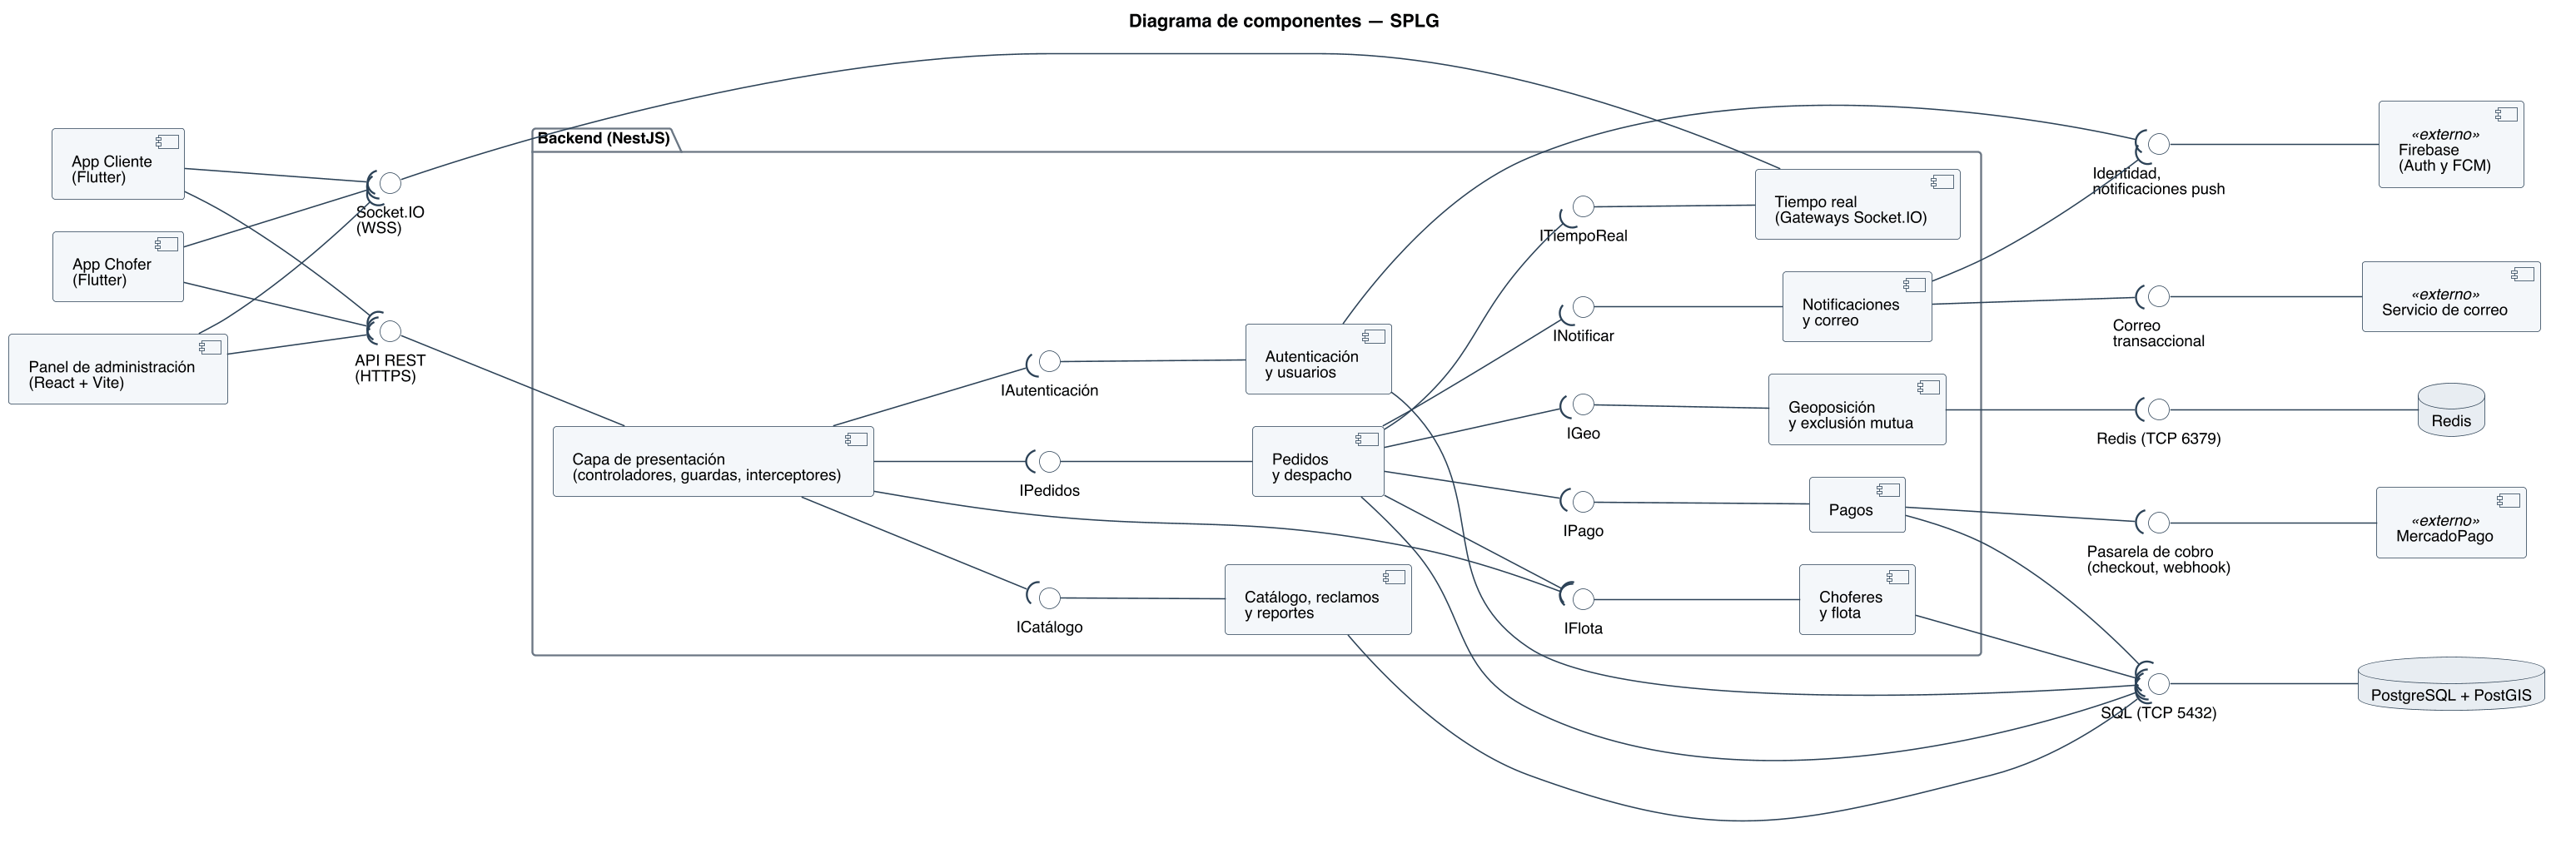 Diagrama de componentes — SPLG
App Cliente
(Flutter)
App Chofer
(Flutter)
Panel de administración
(React + Vite)
Socket.IO
(WSS)
API REST
(HTTPS)
Backend (NestJS)
Capa de presentación
(controladores, guardas, interceptores)
IAutenticación
IPedidos
ICatálogo
Autenticación
y usuarios
Pedidos
y despacho
Catálogo, reclamos
y reportes
ITiempoReal
INotificar
IGeo
IPago
IFlota
Tiempo real
(Gateways Socket.IO)
Notificaciones
y correo
Geoposición
y exclusión mutua
Pagos
Choferes
y flota
Identidad,
notificaciones push
Correo
transaccional
Redis (TCP 6379)
Pasarela de cobro
(checkout, webhook)
SQL (TCP 5432)
«externo»
Firebase
(Auth y FCM)
«externo»
Servicio de correo
Redis
«externo»
MercadoPago
PostgreSQL + PostGIS